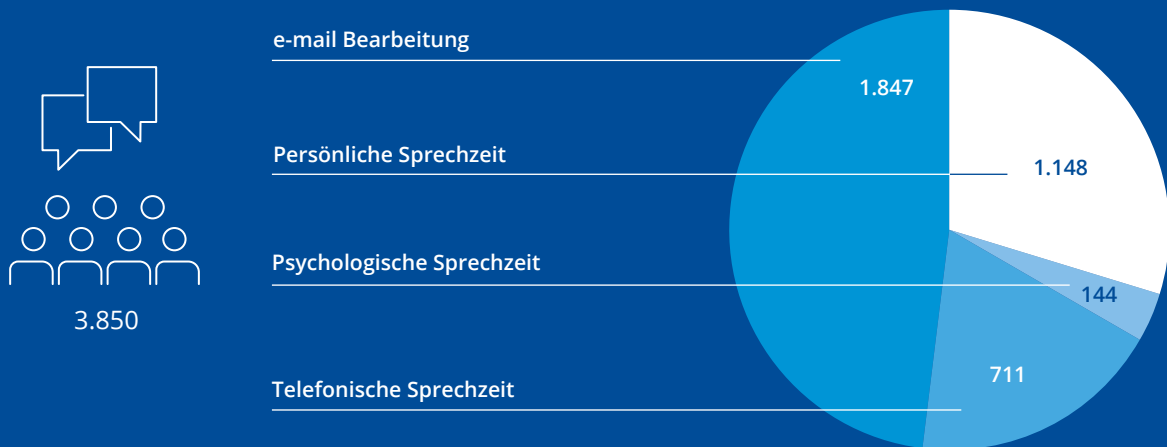 e-mail Bearbeitung
1.847
Persönliche Sprechzeit
1.148
Psychologische Sprechzeit
144
3.850
711
Telefonische Sprechzeit